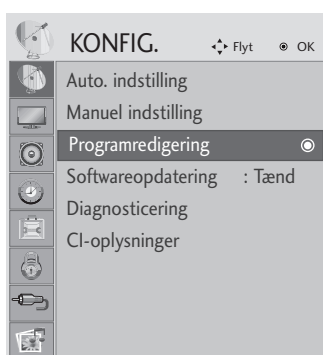 KONFIG. Flyt OK
Auto. indstilling
Manuel indstilling
Programredigering
Softwareopdatering : Tænd
Diagnosticering
CI-oplysninger